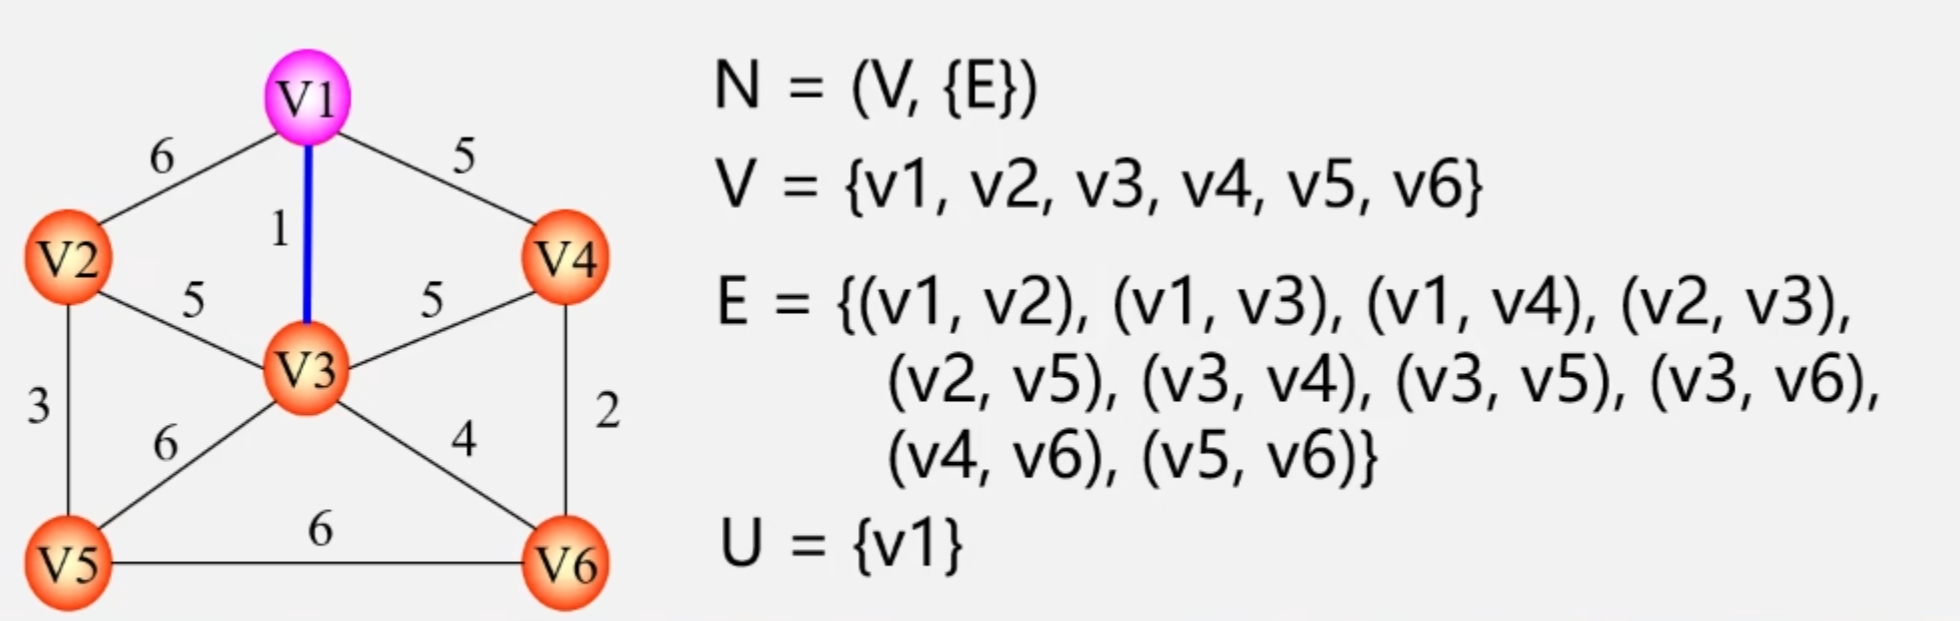 V1
6
5
1
V2
V4
5
5
V3
3
2
6
4
6
V5
V6
N = (V, {E})
V = {v1, v2, v3, v4, v5, v6}
E = {(v1, v2), (v1, v3), (v1, v4), (v2, v3),
(v2, v5), (v3, v4), (v3, v5), (v3, v6),
(v4, v6), (v5, v6)}
U = {v1}